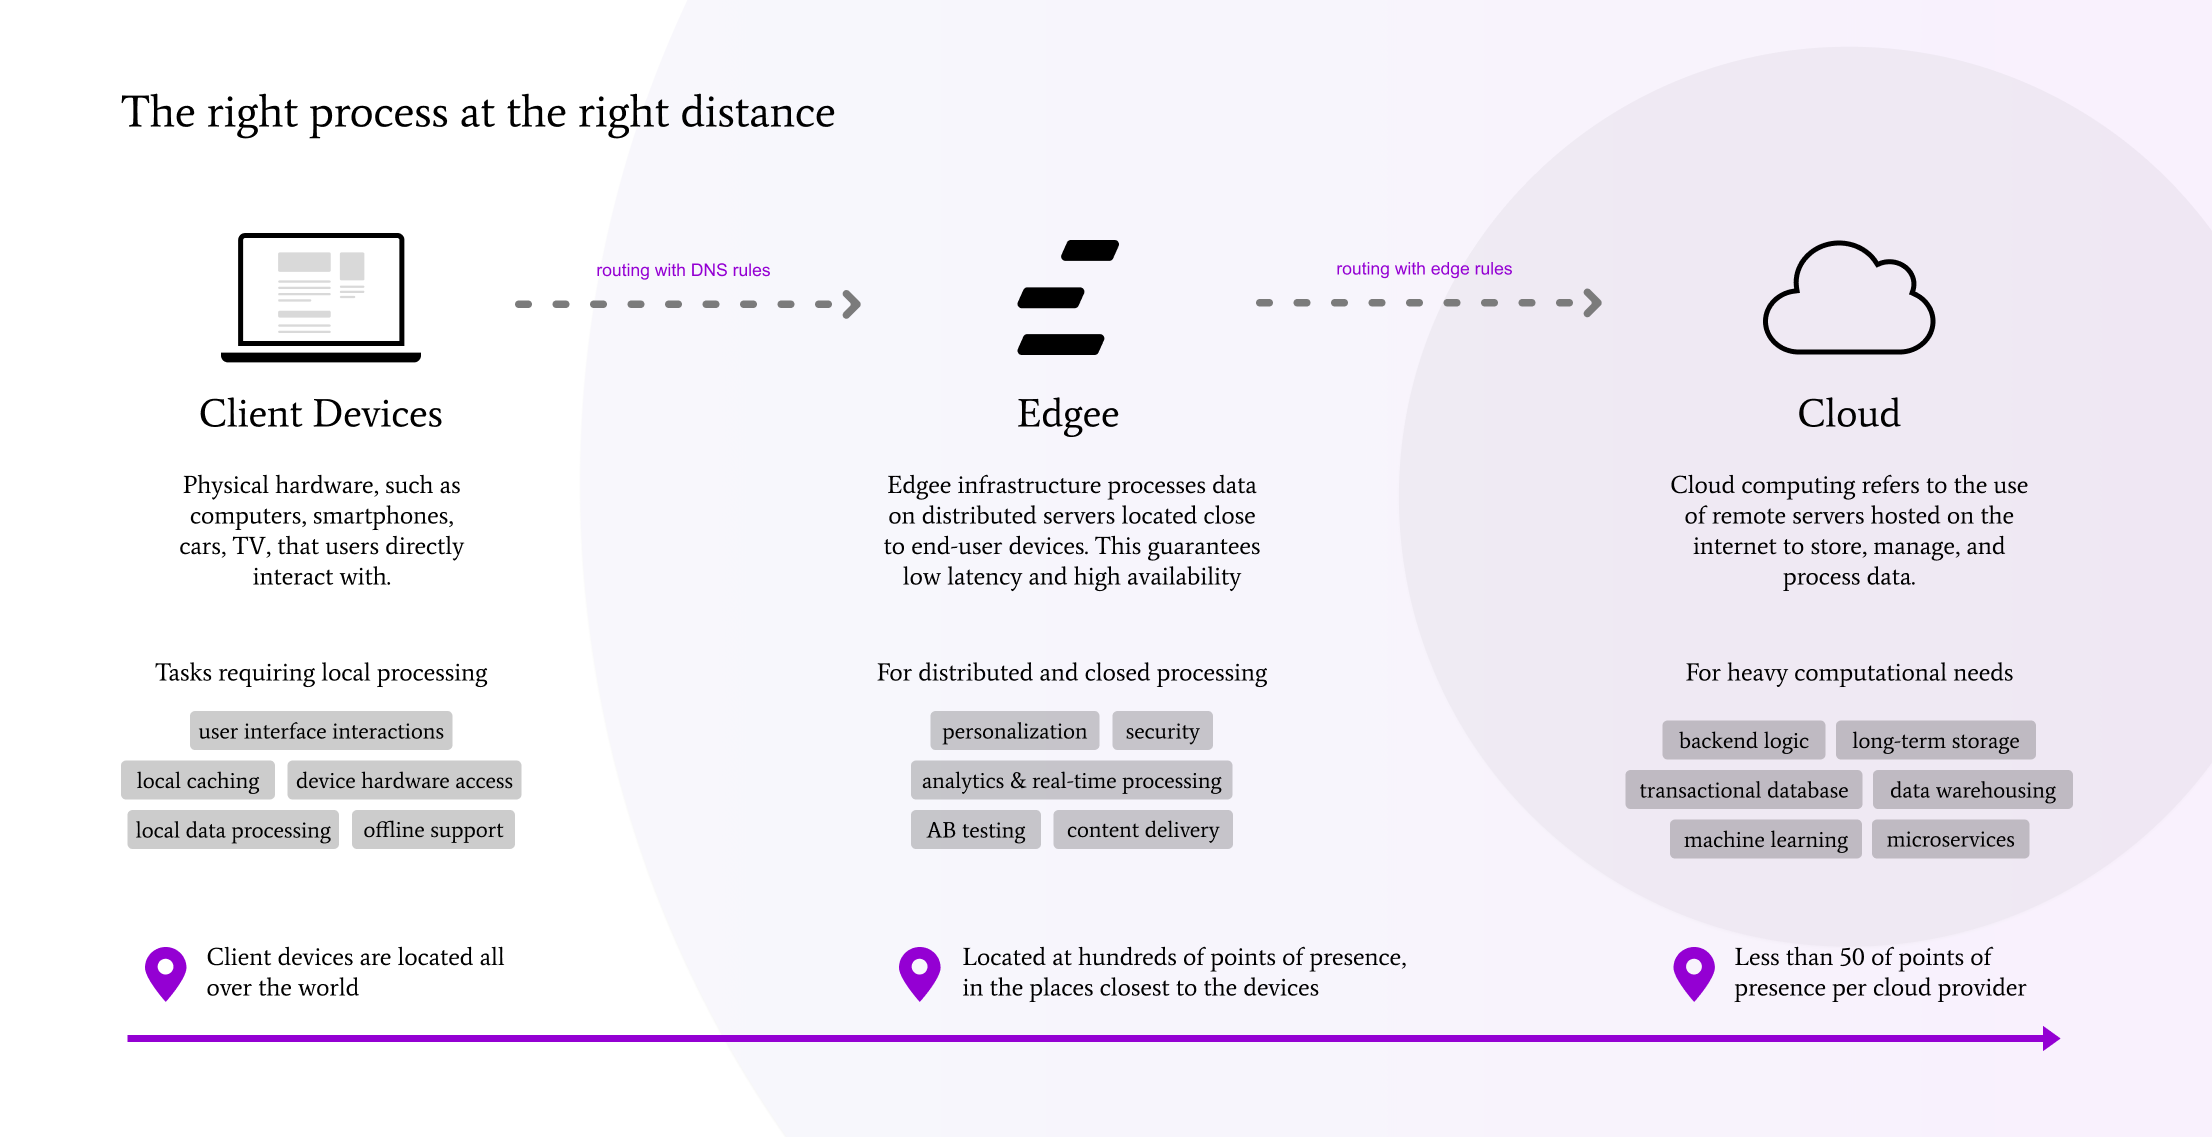 The right process at the right distance
routing with DNS rules
routing with edge rules
Client Devices
Physical hardware, such as
computers, smartphones,
cars, TV, that users directly
interact with.
Tasks requiring local processing
user interface interactions
local caching
device hardware access
local data processing
offline support
Client devices are located all
over the world
Edgee
Edgee infrastructure processes data
on distributed servers located close
to end-user devices. This guarantees
low latency and high availability
For distributed and closed processing
personalization
security
analytics & real-time processing
AB testing
content delivery
Located at hundreds of points of presence,
in the places closest to the devices
Cloud
Cloud computing refers to the use
of remote servers hosted on the
internet to store, manage, and
process data.
For heavy computational needs
backend logic
long-term storage
transactional database
data warehousing
machine learning
microservices
Less than 50 of points of
presence per cloud provider